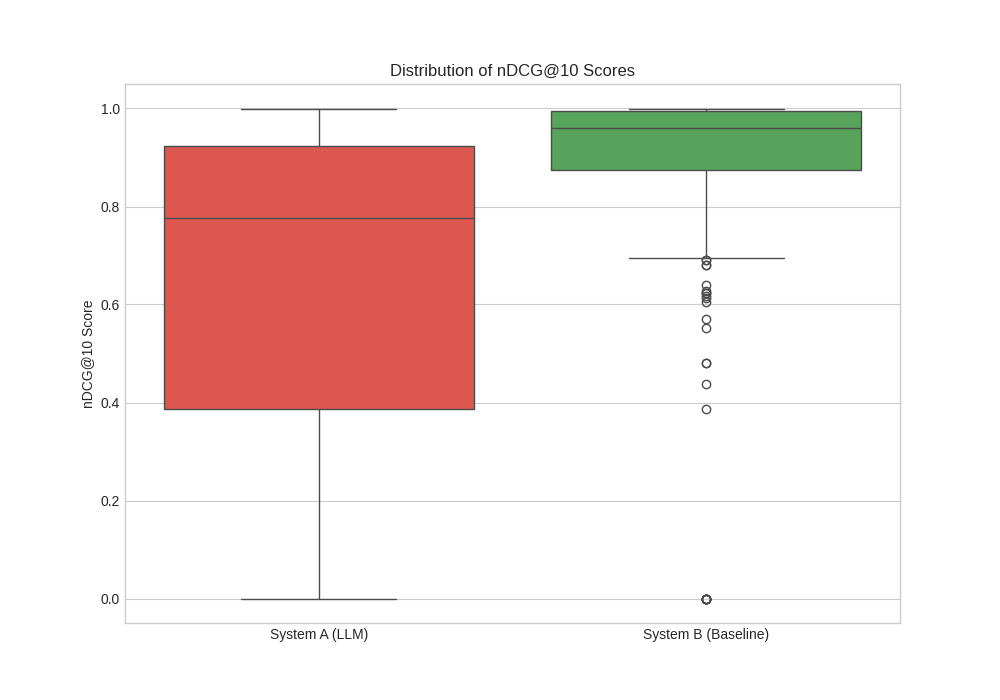 Distribution of nDCG@10 Scores
nDCG@10 Score
1.0
0.8
0.6
0.4
0.2
0.0
System A (LLM)
System B (Baseline)